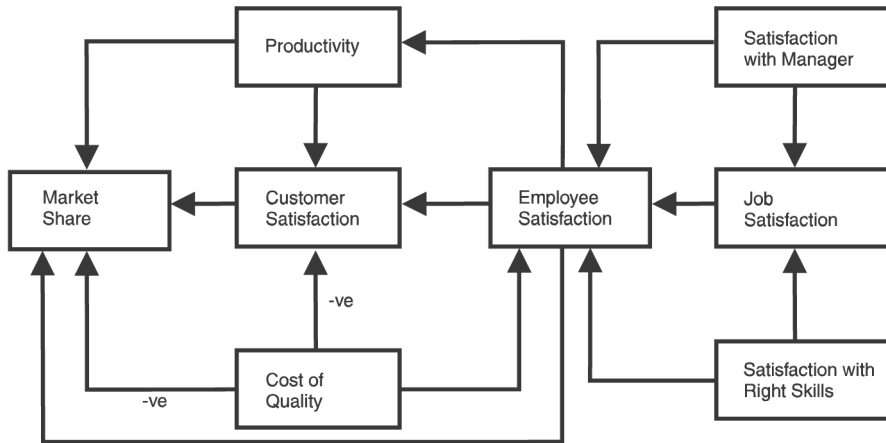 Productivity
Satisfaction
with Manager
Market
Share
Customer
Satisfaction
Employee
Satisfaction
Job
Satisfaction
-ve
Cost of
Quality
-ve
Satisfaction with
Right Skills